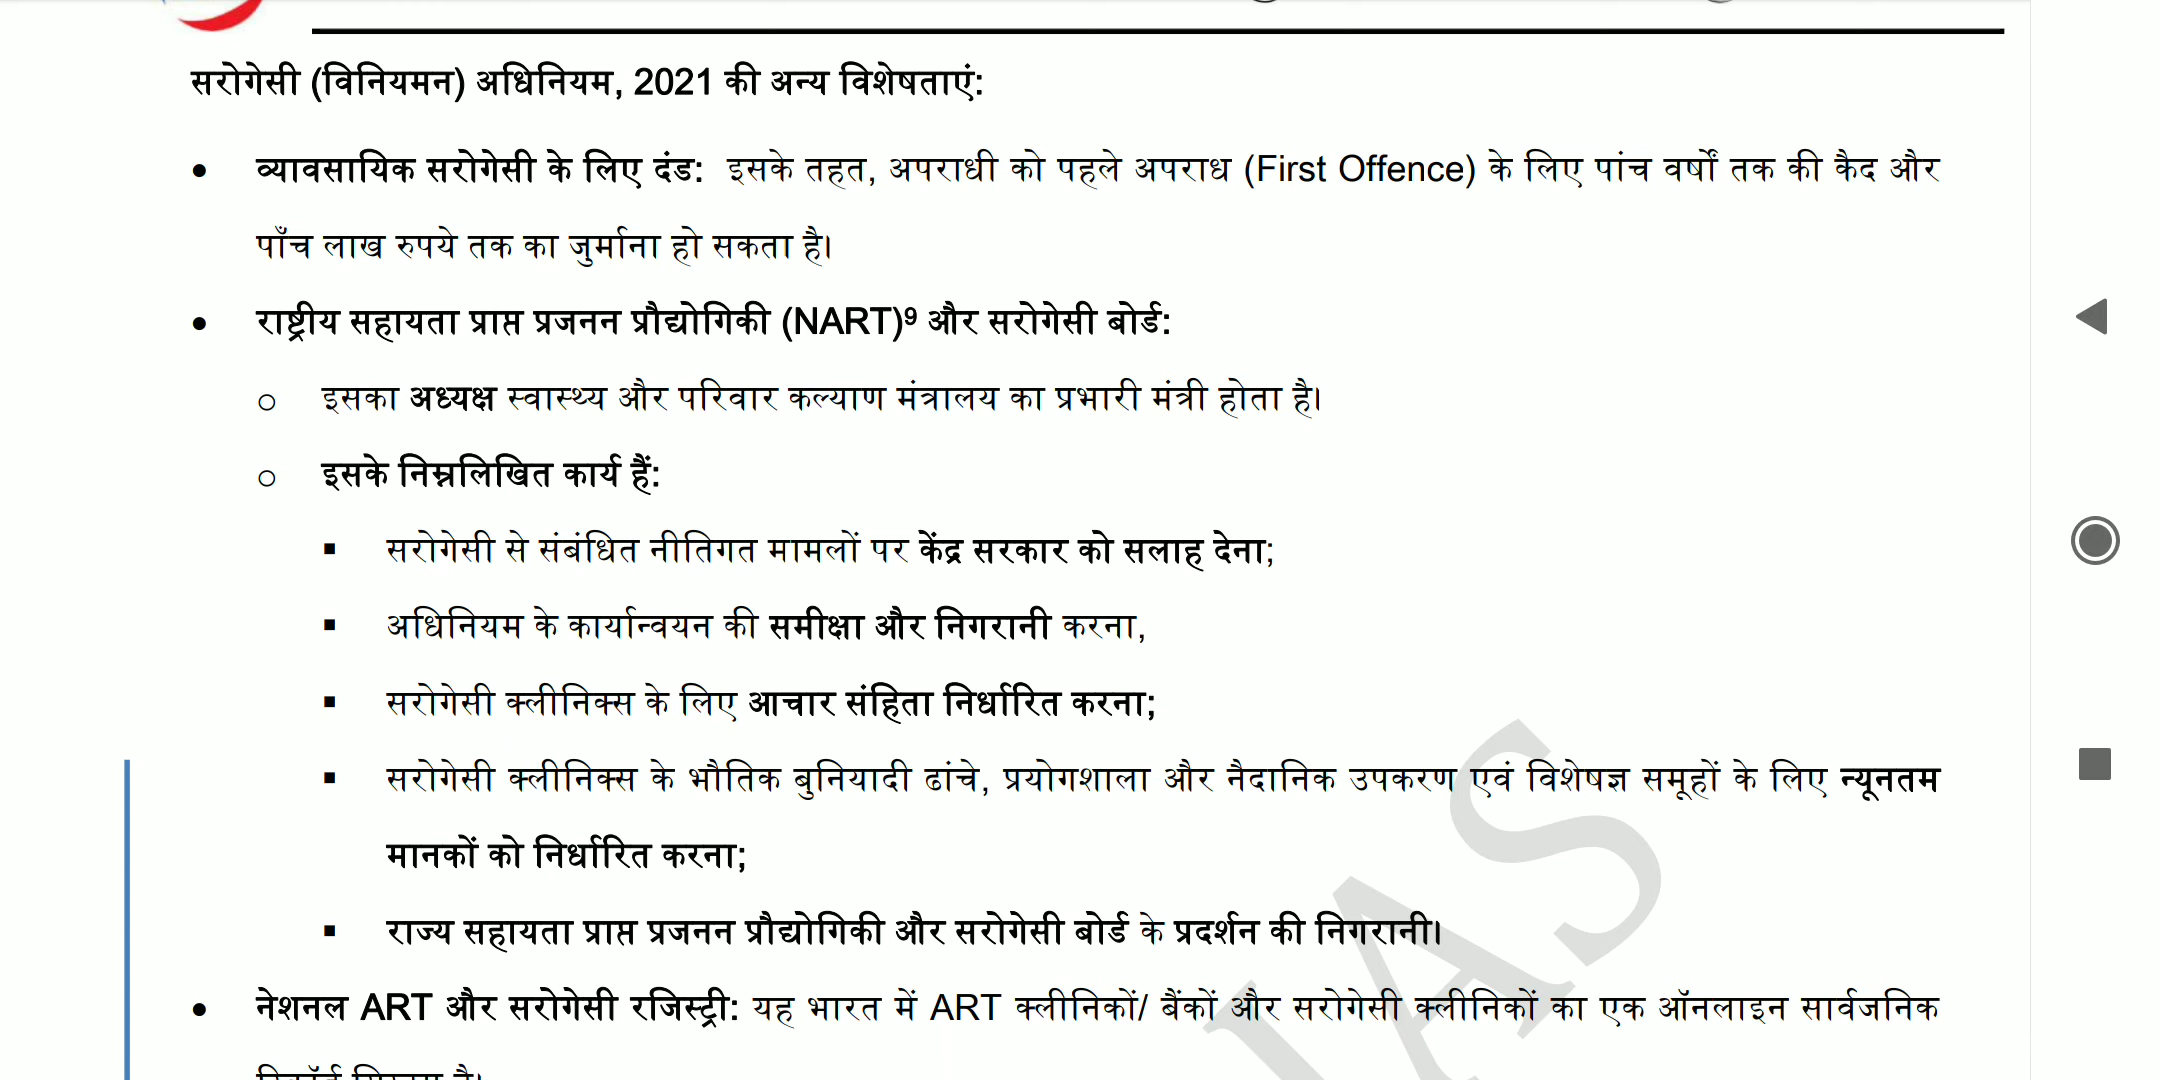 सरोगेसी (विनियमन) अधिनियम, 2021 की अन्य विशेषताएं:
• व्यावसायिक सरोगेसी के लिए दंड: इसके तहत, अपराधी को पहले अपराध (First Offence) के लिए पांच वर्षों तक की कैद और
पाँच लाख रुपये तक का जुर्माना हो सकता है।
• राष्ट्रीय सहायता प्राप्त प्रजनन प्रौद्योगिकी (NART)⁹ और सरोगेसी बोर्ड:
o इसका अध्यक्ष स्वास्थ्य और परिवार कल्याण मंत्रालय का प्रभारी मंत्री होता है।
o इसके निम्नलिखित कार्य हैं:
▪ सरोगेसी से संबंधित नीतिगत मामलों पर केंद्र सरकार को सलाह देना;
▪ अधिनियम के कार्यान्वयन की समीक्षा और निगरानी करना,
▪ सरोगेसी क्लीनिक्स के लिए आचार संहिता निर्धारित करना;
▪ सरोगेसी क्लीनिक्स के भौतिक बुनियादी ढांचे, प्रयोगशाला और नैदानिक उपकरण एवं विशेषज्ञ समूहों के लिए न्यूनतम
मानकों को निर्धारित करना;
▪ राज्य सहायता प्राप्त प्रजनन प्रौद्योगिकी और सरोगेसी बोर्ड के प्रदर्शन की निगरानी।
• नेशनल ART और सरोगेसी रजिस्ट्री: यह भारत में ART क्लीनिकों/ बैंकों और सरोगेसी क्लीनिकों का एक ऑनलाइन सार्वजनिक
है।
IAS